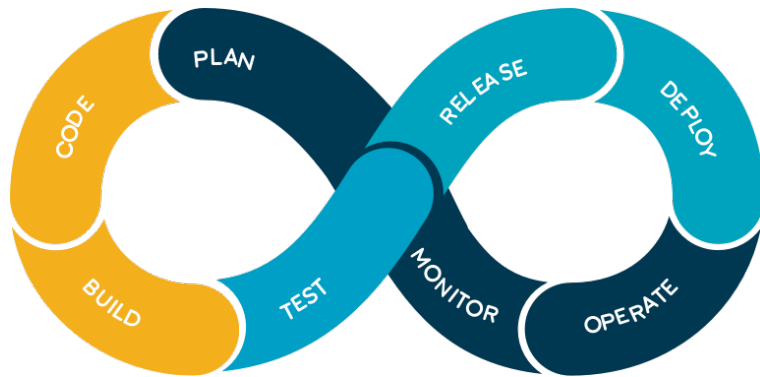 PLAN
CODE
BUILD
TEST
RELEASE
DEPLOY
OPERATE
MONITOR